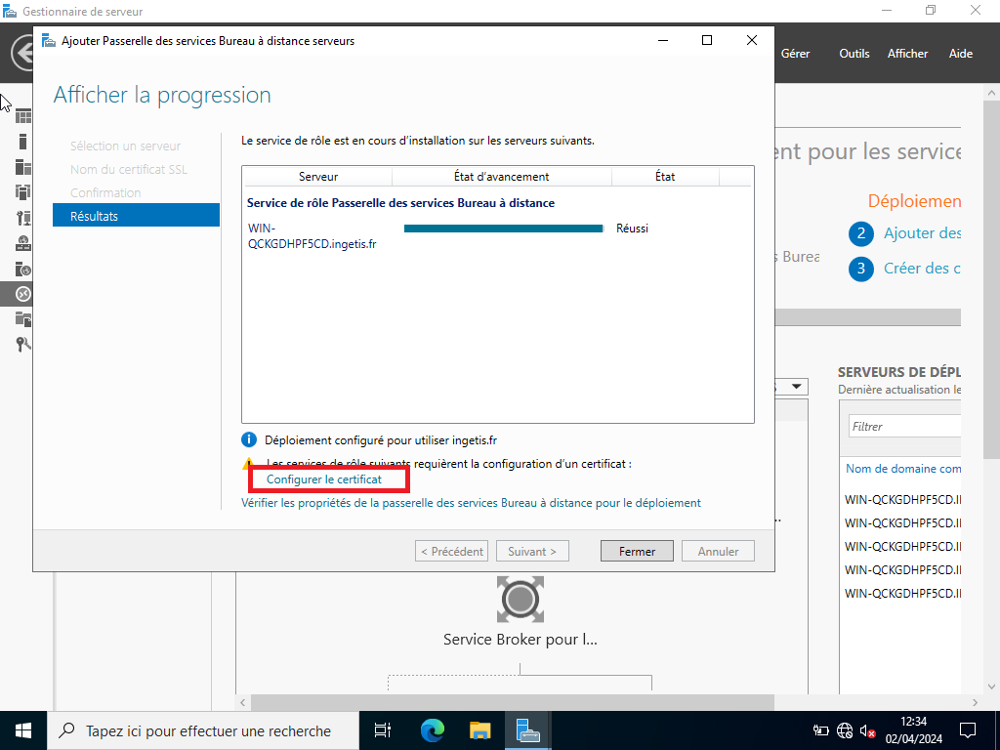 Gestionnaire de serveur
Ajouter Passerelle des services Bureau à distance serveurs
Gérer
Outils
Afficher
Aide
Afficher la progression
Sélection un serveur
Nom du certificat SSL
Confirmation
Résultats
Le service de rôle est en cours d'installation sur les serveurs suivants.
Serveur
État d'avancement
État
Service de rôle Passerelle des services Bureau à distance
WIN-
QCKGDHPF5CD.ingetis.fr
Réussi
Déploiement configuré pour utiliser ingetis.fr
Les services de rôle suivants requièrent la configuration d'un certificat :
Configurer le certificat
Vérifier les propriétés de la passerelle des services Bureau à distance pour le déploiement
< Précédent
Suivant >
Fermer
Annuler
ent pour les service
Déploiemen
2
Ajouter des
s Burea
3
Créer des c
SERVEURS DE DÉPL
Dernière actualisation le
Filtrer
Nom de domaine com
WIN-QCKGDHPF5CD.II
WIN-QCKGDHPF5CD.II
WIN-QCKGDHPF5CD.II
WIN-QCKGDHPF5CD.II
WIN-QCKGDHPF5CD.II
...
Service Broker pour l...
Tapez ici pour effectuer une recherche
12:34
02/04/2024